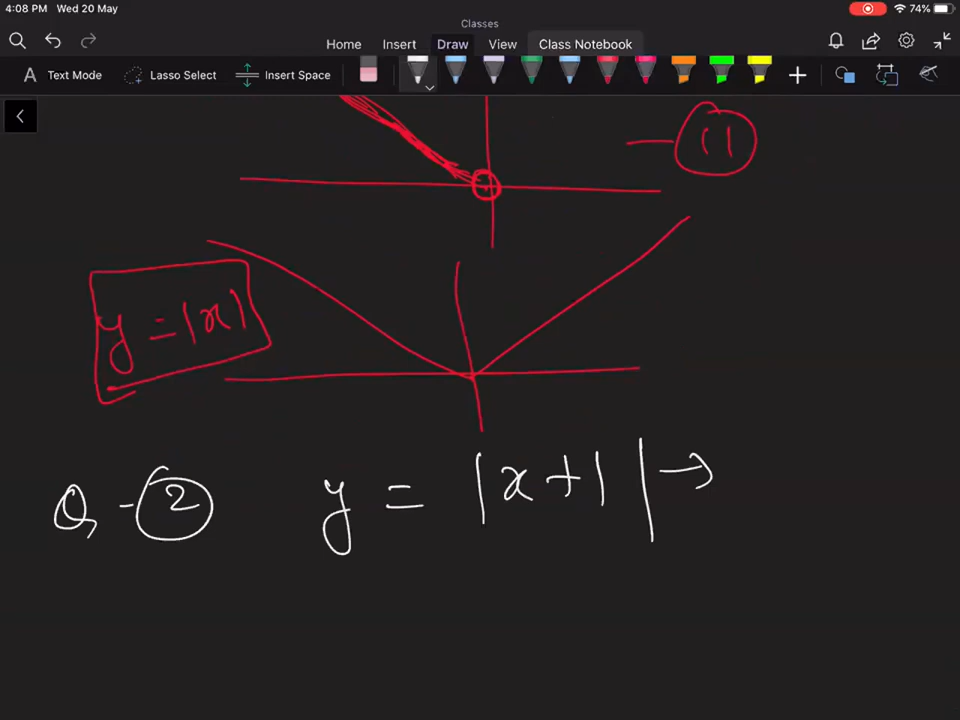 4:08 PM Wed 20 May 74%
Classes
Home Insert Draw View Class Notebook
A Text Mode Lasso Select Insert Space
(11)
y = |x|
Q - 2 y = |x + 1| →